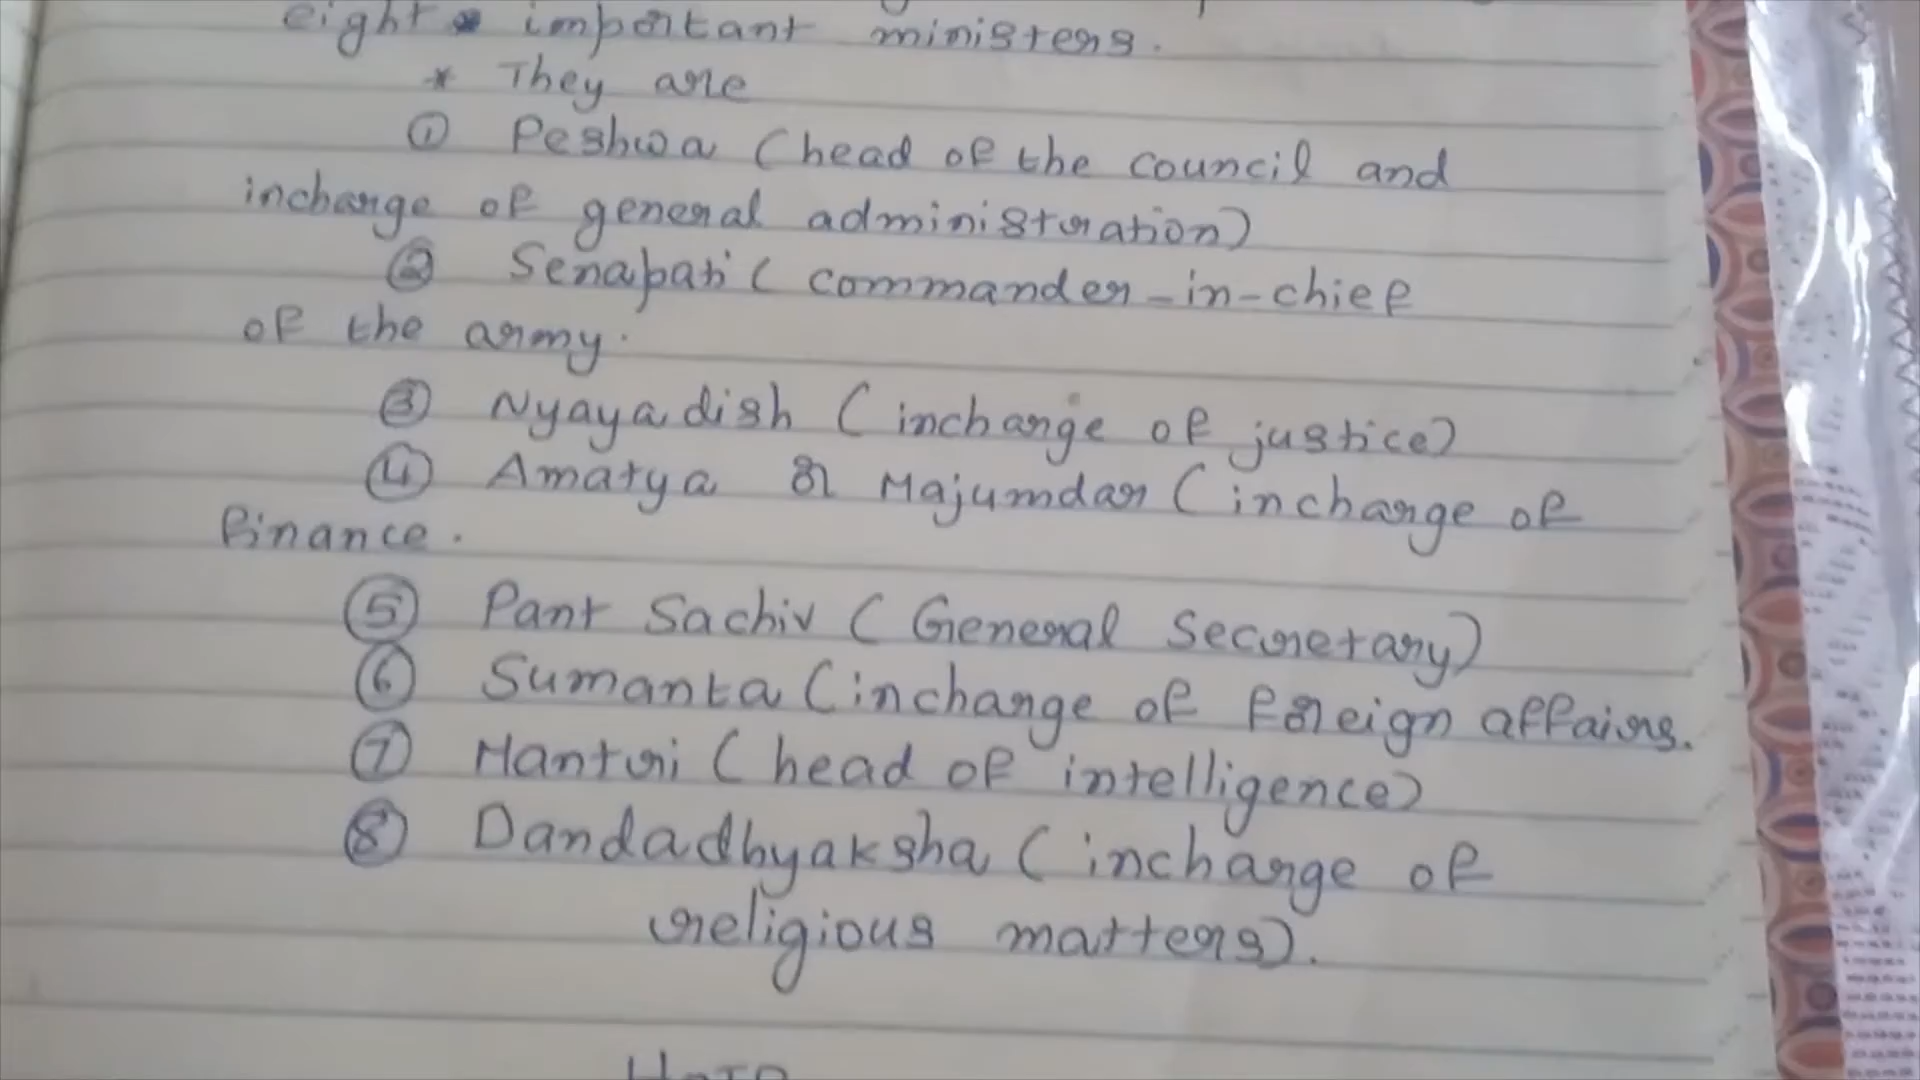 eight important ministers.
* They are
① Peshwa (head of the council and
incharge of general administration)
② Senapati ( commander-in-chief
of the army.
③ Nyayadish (incharge of justice)
④ Amatya or Majumdar (incharge of
finance.
⑤ Pant Sachiv (General Secretary)
⑥ Sumanta (incharge of foreign affairs.
⑦ Mantri (head of intelligence)
⑧ Dandadhyaksha (incharge of
religious matters).